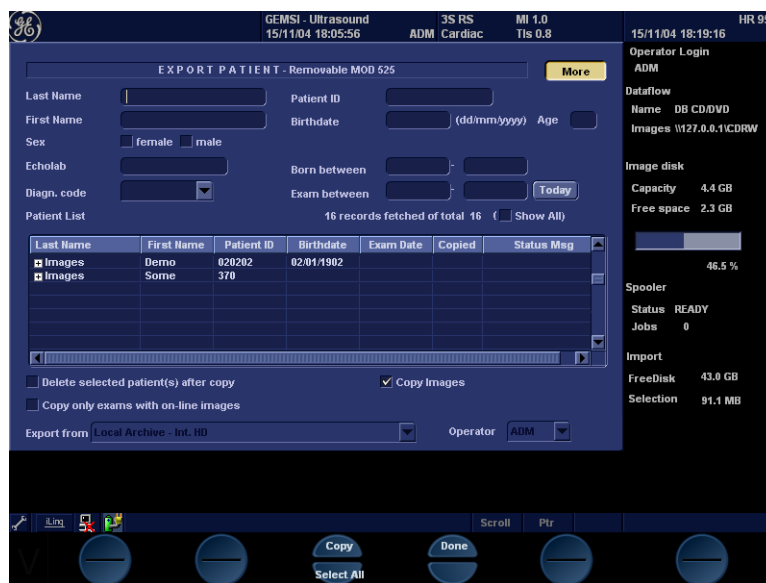 GE
GEMSI - Ultrasound 3S RS MI 1.0 HR 95
15/11/04 18:05:56 ADM Cardiac TIs 0.8 15/11/04 18:19:16
EXPORT PATIENT - Removable MOD 525
More
Last Name
Patient ID
First Name
Birthdate
(dd/mm/yyyy)
Age
Sex
female
male
Echolab
Born between
-
Diagn. code
Exam between
-
Today
Patient List
16 records fetched of total 16 ( Show All)
Last Name First Name Patient ID Birthdate Exam Date Copied Status Msg
Images Demo 020202 02/01/1902
Images Some 370
Delete selected patient(s) after copy
Copy Images
Copy only exams with on-line images
Export from Local Archive - Int. HD
Operator ADM
Operator Login
ADM
Dataflow
Name DB CD/DVD
Images \\127.0.0.1\CDRW
Image disk
Capacity 4.4 GB
Free space 2.3 GB
46.5 %
Spooler
Status READY
Jobs 0
Import
FreeDisk 43.0 GB
Selection 91.1 MB
iLinq
Scroll
Ptr
Copy
Select All
Done